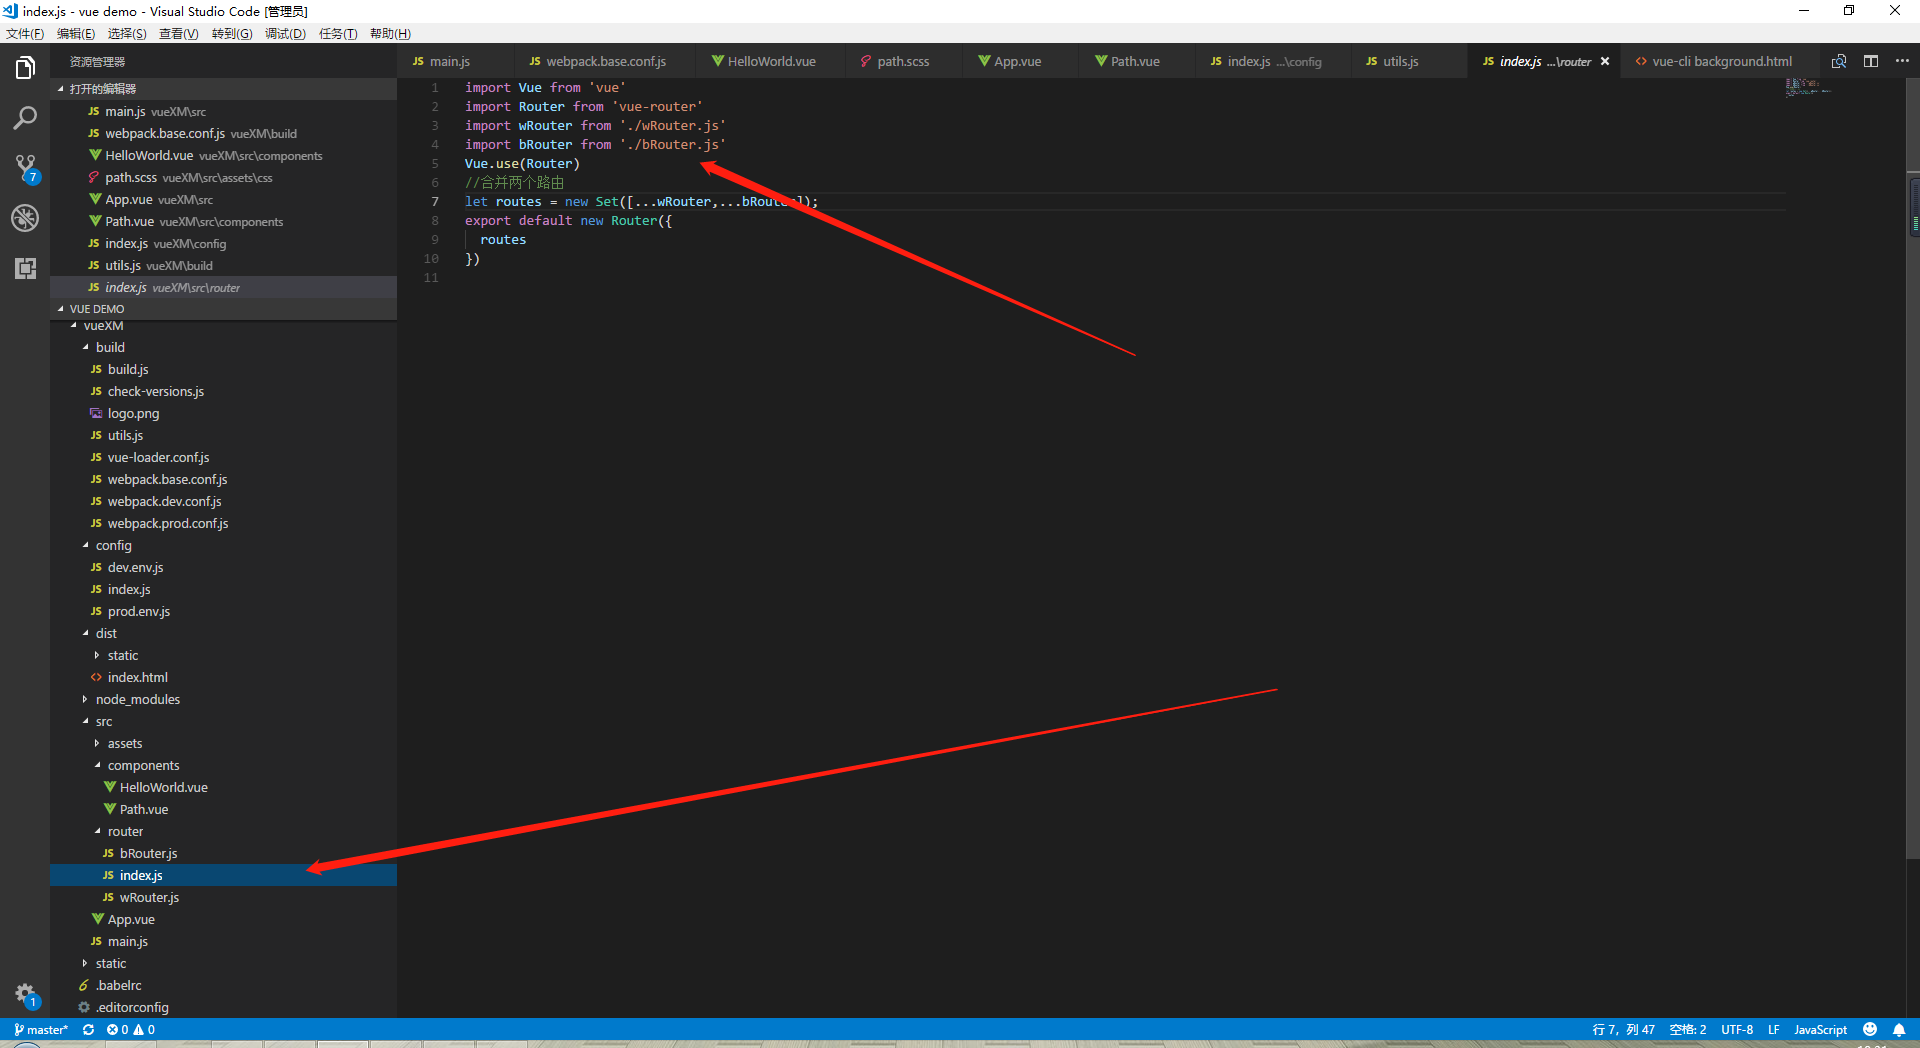 index.js - vue demo - Visual Studio Code [管理员]
文件(F) 编辑(E) 选择(S) 查看(V) 转到(G) 调试(D) 任务(T) 帮助(H)
资源管理器
打开的编辑器
JS main.js vueXM\src
JS webpack.base.conf.js vueXM\build
HelloWorld.vue vueXM\src\components
path.scss vueXM\src\assets\css
App.vue vueXM\src
Path.vue vueXM\src\components
JS index.js vueXM\config
JS utils.js vueXM\build
JS index.js vueXM\src\router
VUE DEMO
vueXM
build
JS build.js
JS check-versions.js
logo.png
JS utils.js
JS vue-loader.conf.js
JS webpack.base.conf.js
JS webpack.dev.conf.js
JS webpack.prod.conf.js
config
JS dev.env.js
JS index.js
JS prod.env.js
dist
static
<> index.html
node_modules
src
assets
components
HelloWorld.vue
Path.vue
router
JS bRouter.js
JS index.js
JS wRouter.js
App.vue
JS main.js
static
.babelrc
.editorconfig
7
1
JS main.js JS webpack.base.conf.js HelloWorld.vue path.scss App.vue Path.vue JS index.js ...\config JS utils.js JS index.js ...\router <> vue-cli background.html
1 import Vue from 'vue'
2 import Router from 'vue-router'
3 import wRouter from './wRouter.js'
4 import bRouter from './bRouter.js'
5 Vue.use(Router)
6 //合并两个路由
7 let routes = new Set([...wRouter,...bRouter]);
8 export default new Router({
9 routes
10 })
11
master* 0 0 行 7，列 47 空格: 2 UTF-8 LF JavaScript